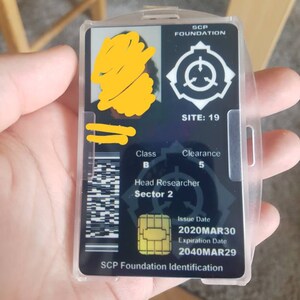 SCP
FOUNDATION
SITE: 19
Class Clearance
B 5
Head Researcher
Sector 2
Issue Date
2020MAR30
Expiration Date
2040MAR29
SCP Foundation Identification